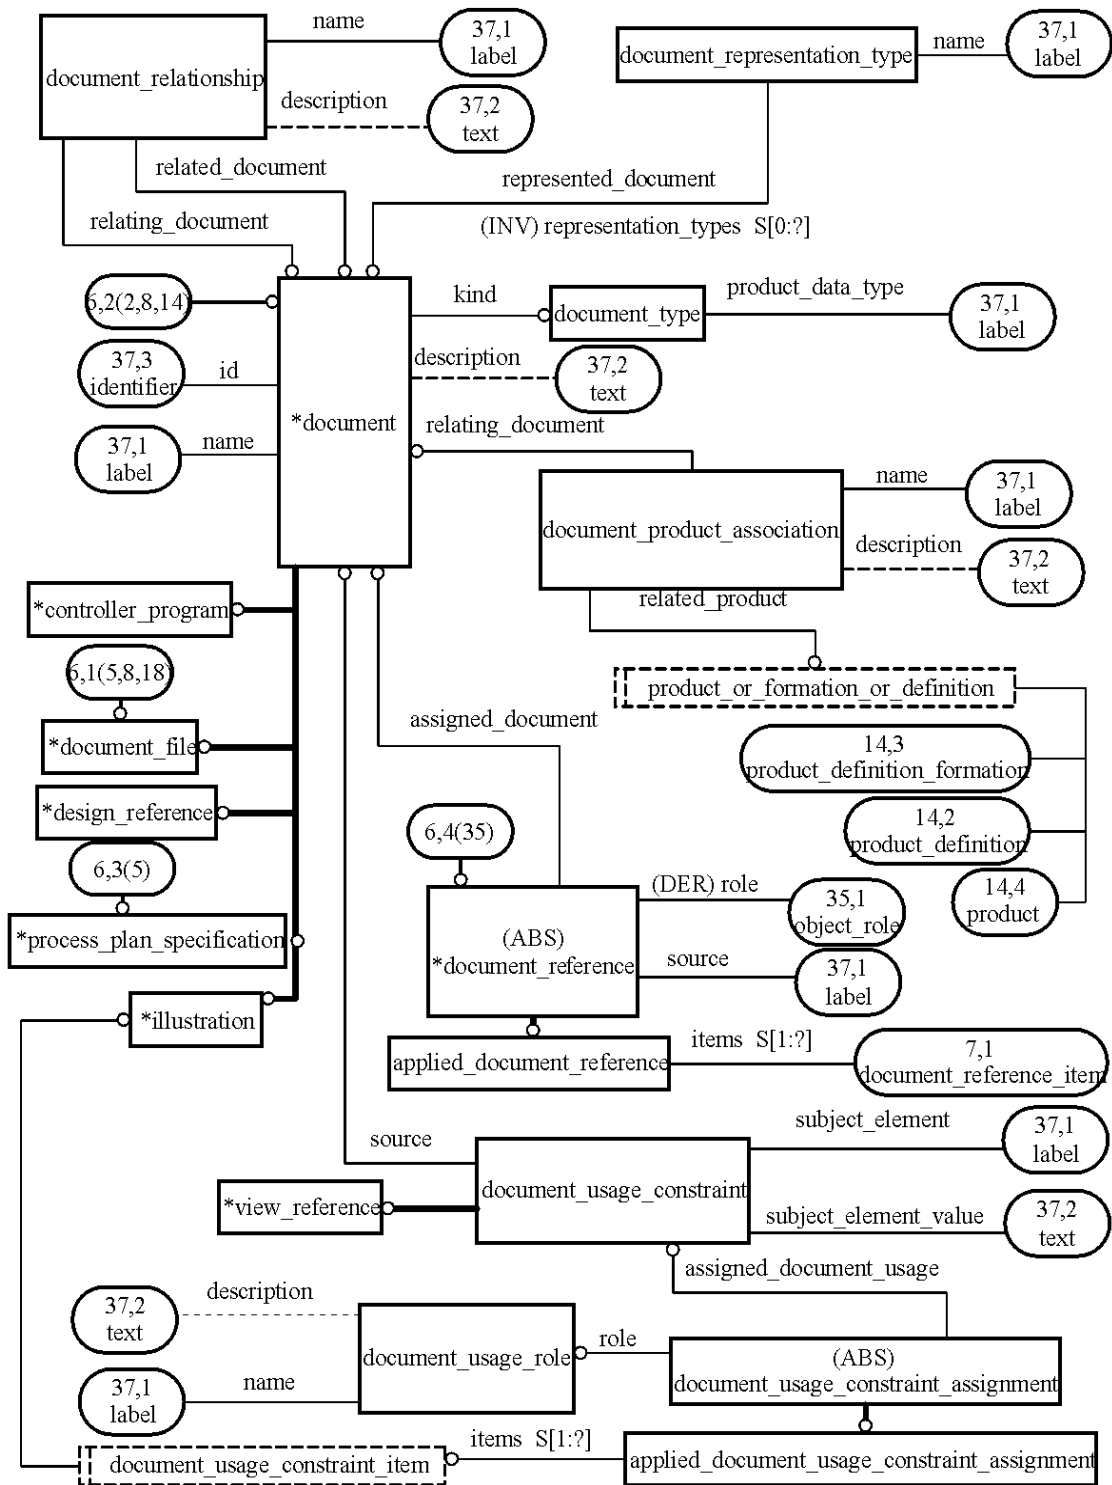 name
37,1
label
document_relationship
description
37,2
text
document_representation_type
name
37,1
label
related_document
represented_document
relating_document
(INV) representation_types S[0:?]
6,2(2,8,14)
kind
document_type
product_data_type
37,1
label
37,3
identifier
id
description
37,2
text
*document
relating_document
37,1
label
name
document_product_association
name
37,1
label
description
37,2
text
related_product
*controller_program
6,1(5,8,18)
product_or_formation_or_definition
*document_file
assigned_document
14,3
product_definition_formation
*design_reference
14,2
product_definition
6,4(35)
6,3(5)
14,4
product
*process_plan_specification
(ABS)
*document_reference
(DER) role
35,1
object_role
source
37,1
label
*illustration
applied_document_reference
items S[1:?]
7,1
document_reference_item
source
document_usage_constraint
subject_element
37,1
label
*view_reference
subject_element_value
37,2
text
assigned_document_usage
description
37,2
text
document_usage_role
role
(ABS)
document_usage_constraint_assignment
name
37,1
label
items S[1:?]
document_usage_constraint_item
applied_document_usage_constraint_assignment